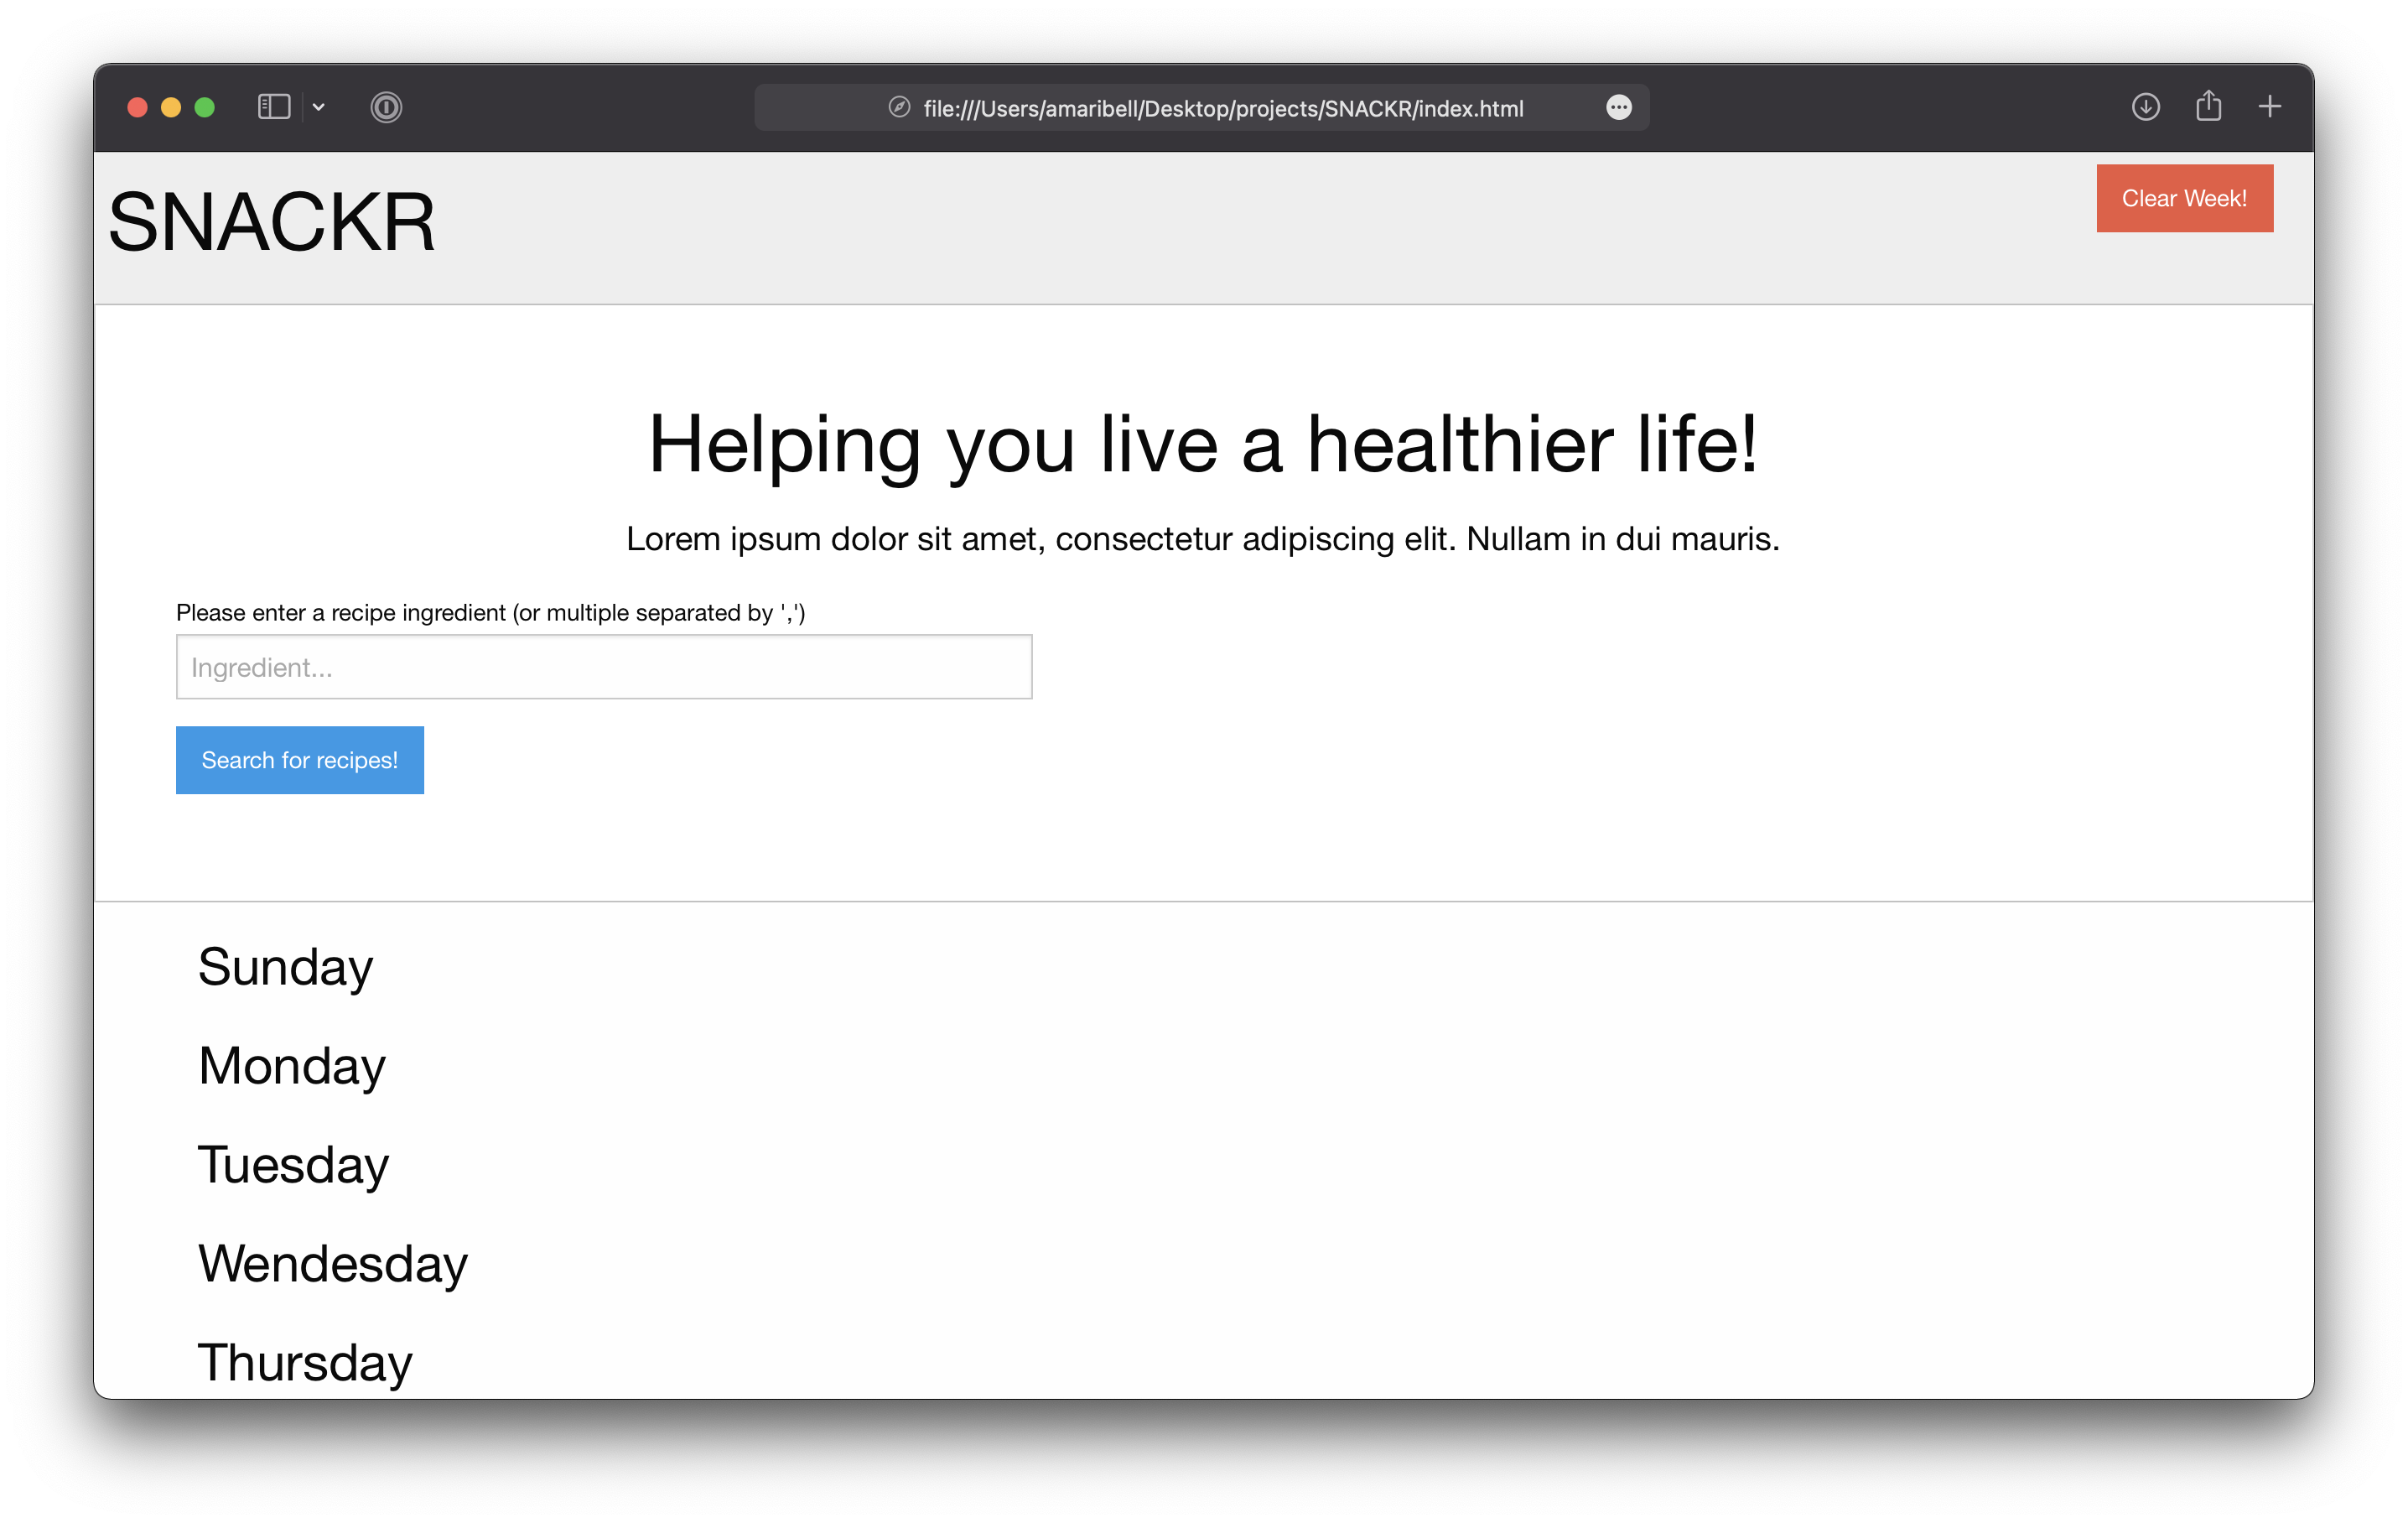 file:///Users/amaribell/Desktop/projects/SNACKR/index.html
SNACKR
Clear Week!
Helping you live a healthier life!
Lorem ipsum dolor sit amet, consectetur adipiscing elit. Nullam in dui mauris.
Please enter a recipe ingredient (or multiple separated by ',')
Ingredient...
Search for recipes!
Sunday
Monday
Tuesday
Wendesday
Thursday